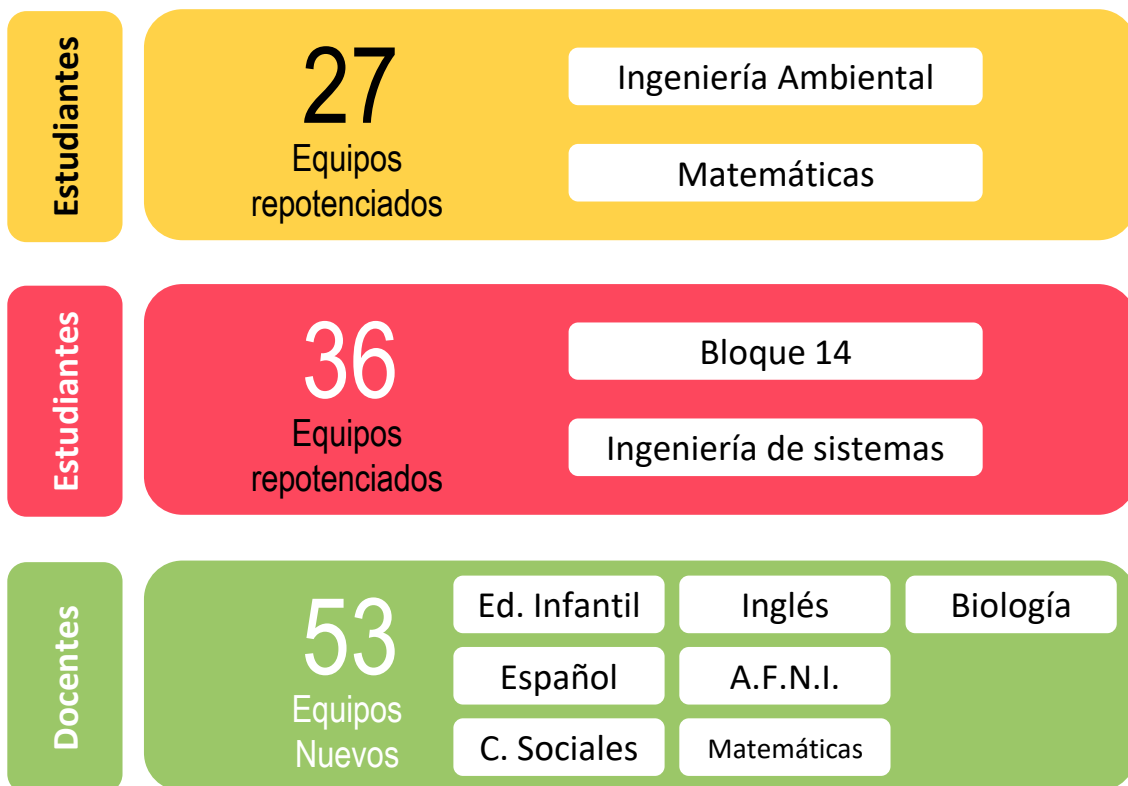 Estudiantes
27
Equipos
repotenciados
Ingeniería Ambiental
Matemáticas
Estudiantes
36
Equipos
repotenciados
Bloque 14
Ingeniería de sistemas
Docentes
53
Equipos
Nuevos
Ed. Infantil
Inglés
Biología
Español
A.F.N.I.
C. Sociales
Matemáticas